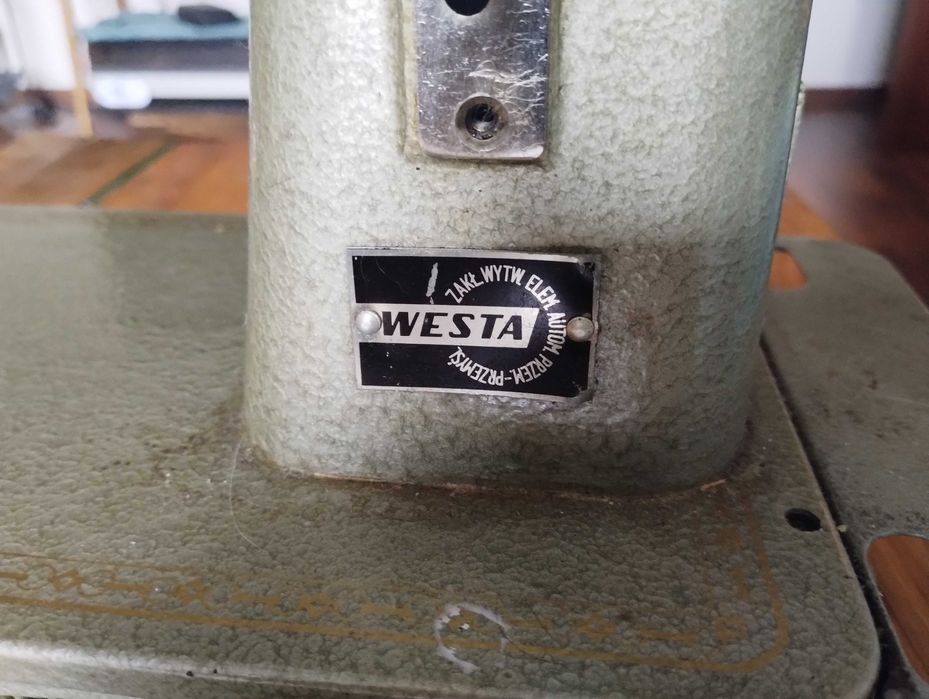 WESTA
ZAKŁ. WYTW. ELEM. AUTOM. PRZEM.-PRZEMYŚL